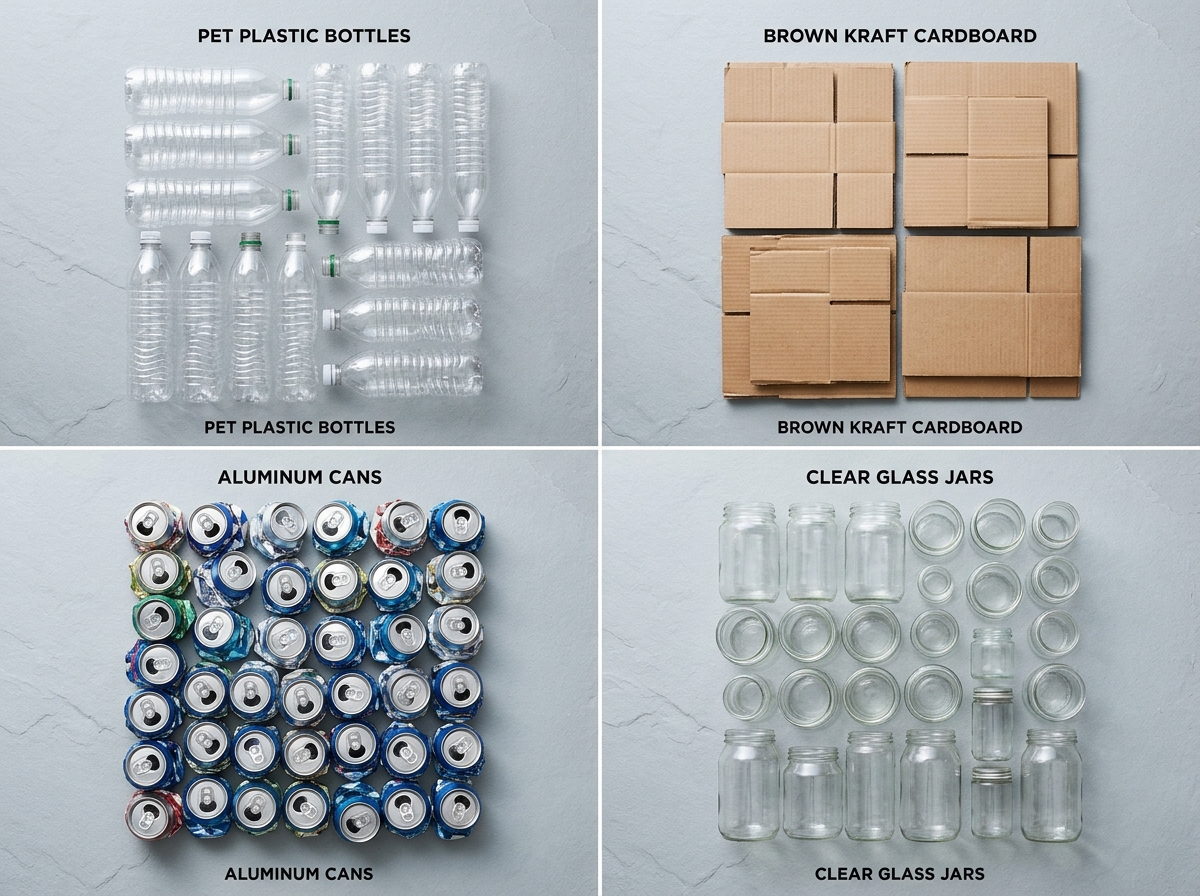 PET PLASTIC BOTTLES
PET PLASTIC BOTTLES
BROWN KRAFT CARDBOARD
BROWN KRAFT CARDBOARD
ALUMINUM CANS
ALUMINUM CANS
CLEAR GLASS JARS
CLEAR GLASS JARS